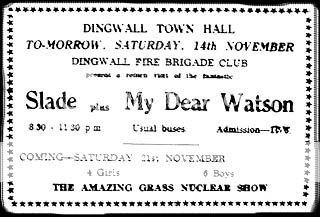 DINGWALL TOWN HALL
TO-MORROW, SATURDAY, 14th NOVEMBER
DINGWALL FIRE BRIGADE CLUB
present a return visit of the fantastic
Slade plus My Dear Watson
8.30 - 11.30 p m Usual buses Admission—
COMING—SATURDAY 21st NOVEMBER
4 Girls 6 Boys
THE AMAZING GRASS NUCLEAR SHOW